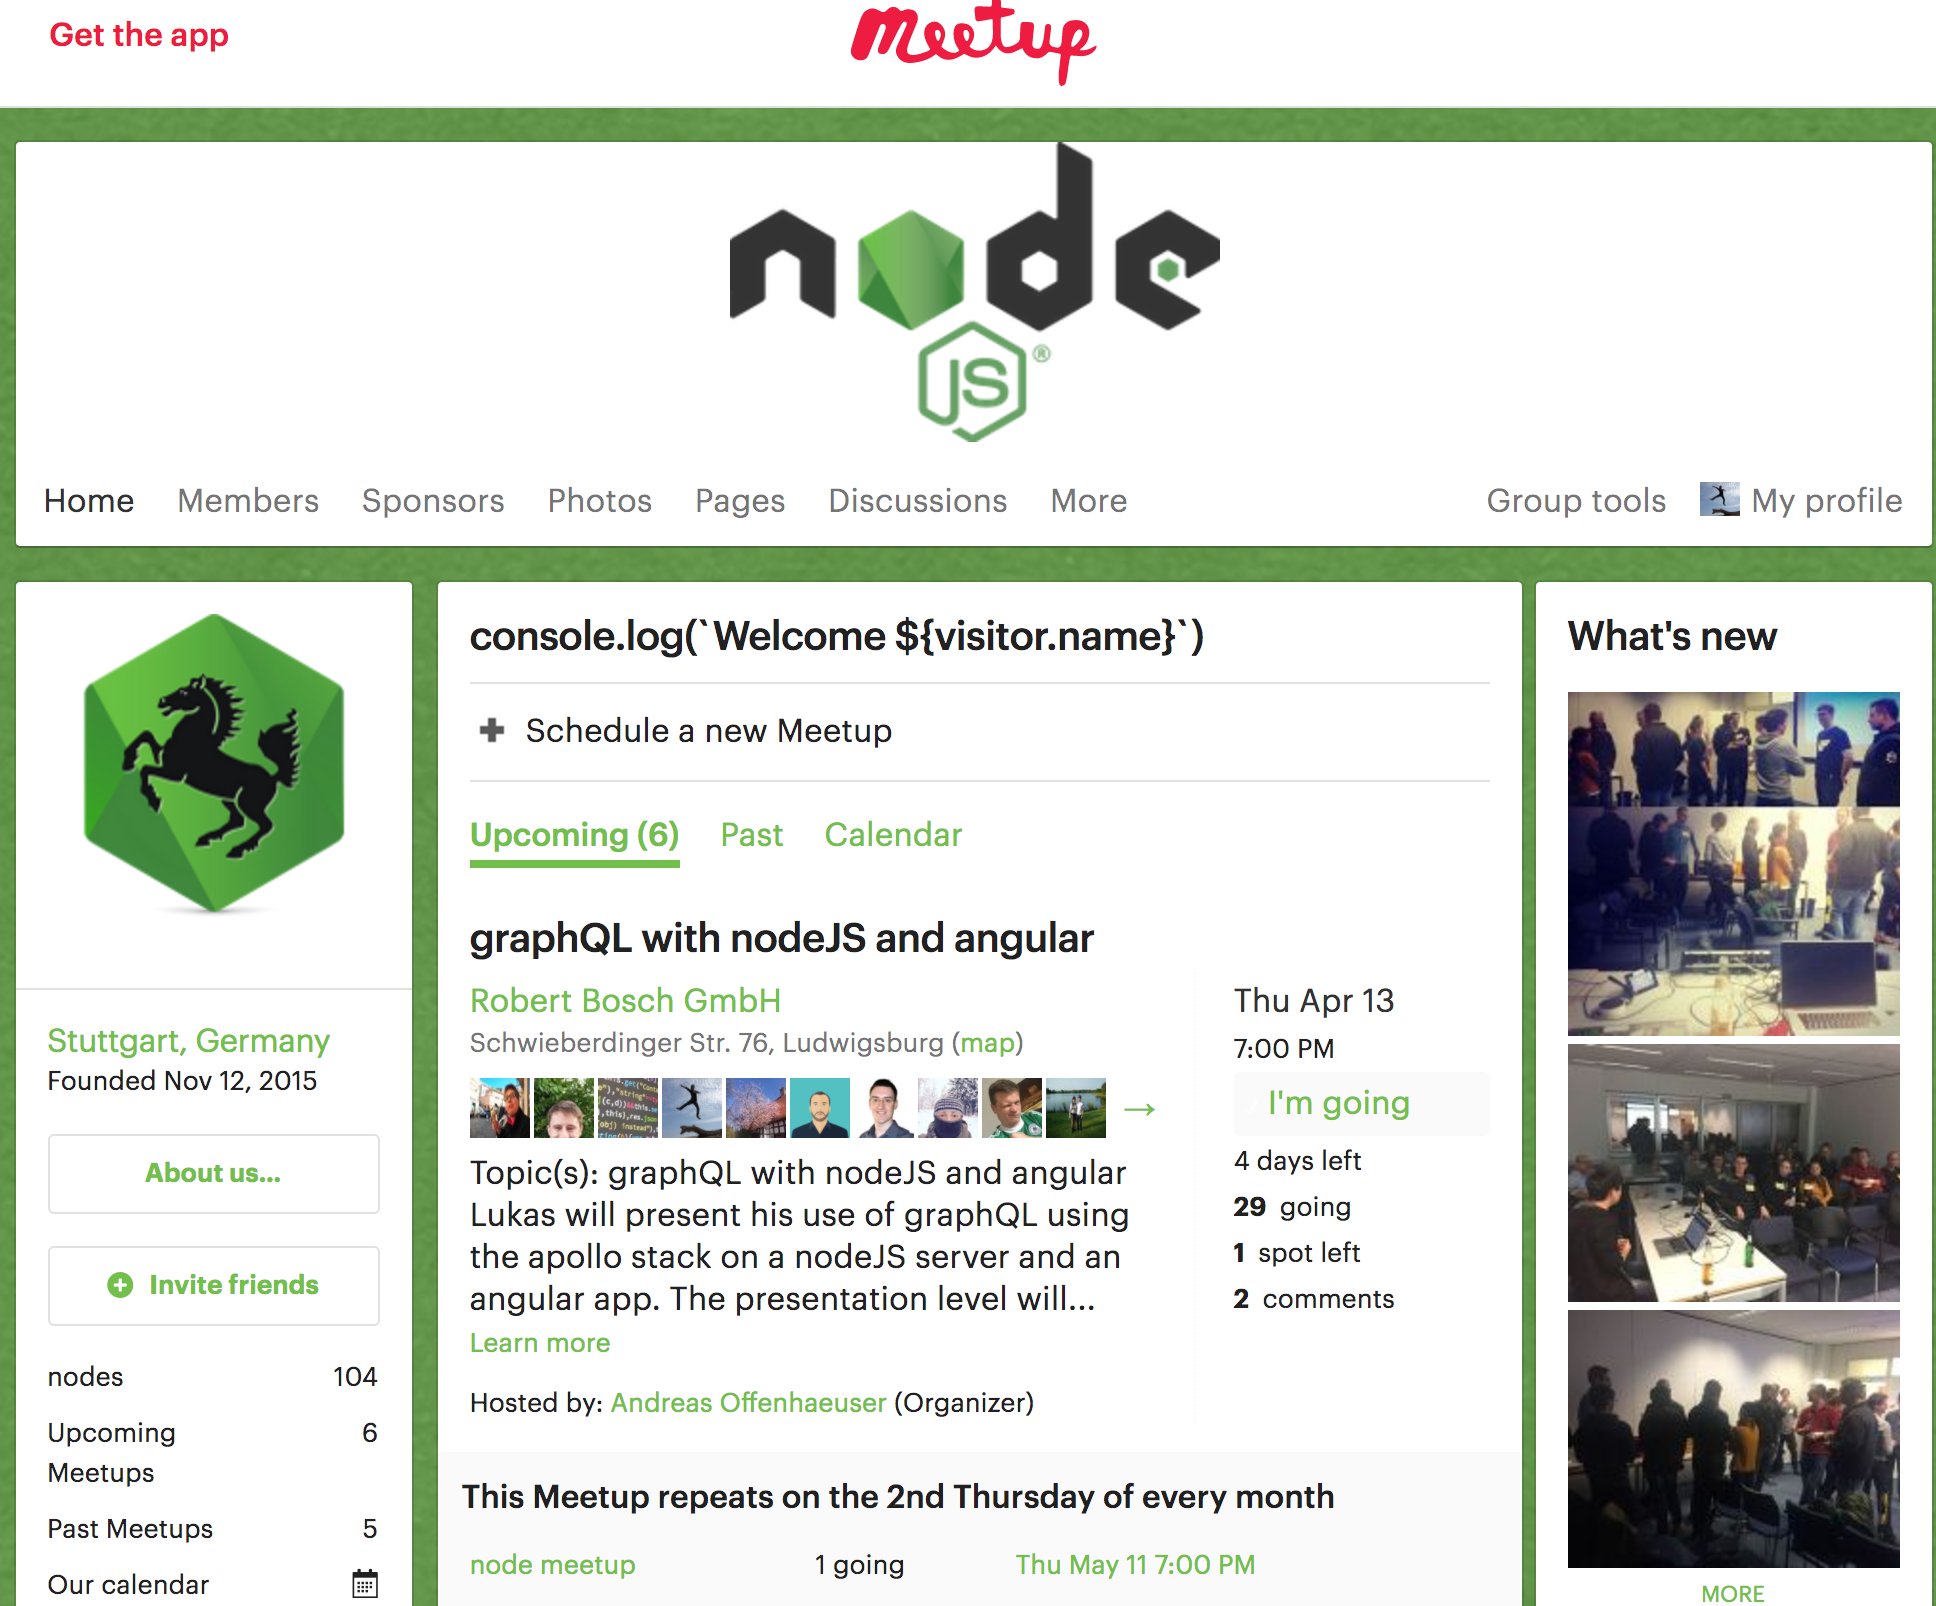 Get the app
Meetup
node
JS®
Home Members Sponsors Photos Pages Discussions More Group tools My profile
Stuttgart, Germany
Founded Nov 12, 2015
About us...
Invite friends
nodes 104
Upcoming Meetups 6
Past Meetups 5
Our calendar
console.log(`Welcome ${visitor.name}`)
Schedule a new Meetup
Upcoming (6) Past Calendar
graphQL with nodeJS and angular
Robert Bosch GmbH
Schwieberdinger Str. 76, Ludwigsburg (map)
Topic(s): graphQL with nodeJS and angular
Lukas will present his use of graphQL using
the apollo stack on a nodeJS server and an
angular app. The presentation level will...
Learn more
Hosted by: Andreas Offenhaeuser (Organizer)
Thu Apr 13
7:00 PM
I'm going
4 days left
29 going
1 spot left
2 comments
This Meetup repeats on the 2nd Thursday of every month
node meetup 1 going Thu May 11 7:00 PM
What's new
MORE